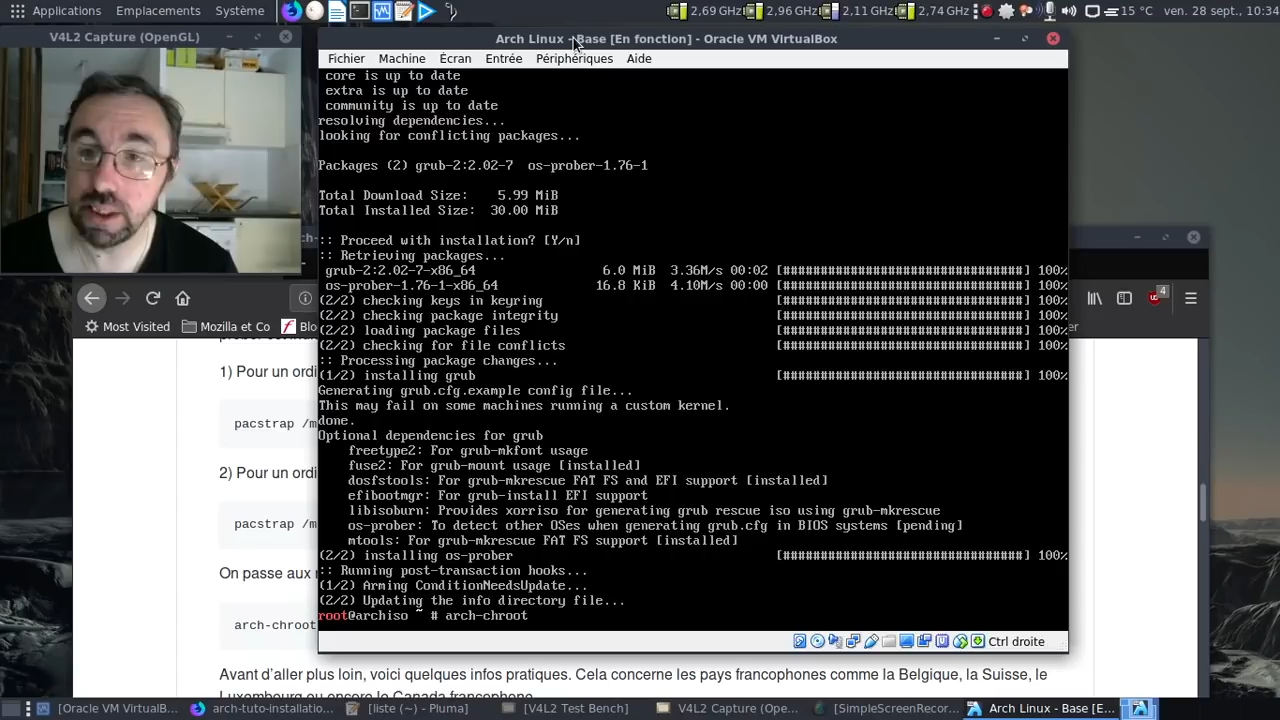 Applications Emplacements Système
2,69 GHz 2,96 GHz 2,11 GHz 2,74 GHz 15 °C ven. 28 sept., 10:34
V4L2 Capture (OpenGL)
Arch Linux - Base [En fonction] - Oracle VM VirtualBox
Fichier Machine Écran Entrée Périphériques Aide
core is up to date
extra is up to date
community is up to date
resolving dependencies...
looking for conflicting packages...
Packages (2) grub-2:2.02-7 os-prober-1.76-1
Total Download Size: 5.99 MiB
Total Installed Size: 30.00 MiB
:: Proceed with installation? [Y/n]
:: Retrieving packages...
grub-2:2.02-7-x86_64 6.0 MiB 3.36M/s 00:02 [################################] 100%
os-prober-1.76-1-x86_64 16.8 KiB 4.10M/s 00:00 [################################] 100%
(2/2) checking keys in keyring [################################] 100%
(2/2) checking package integrity [################################] 100%
(2/2) loading package files [################################] 100%
(2/2) checking for file conflicts [################################] 100%
:: Processing package changes...
(1/2) installing grub [################################] 100%
Generating grub.cfg.example config file...
This may fail on some machines running a custom kernel.
done.
Optional dependencies for grub
freetype2: For grub-mkfont usage
fuse2: For grub-mount usage [installed]
dosfstools: For grub-mkrescue FAT FS and EFI support [installed]
efibootmgr: For grub-install EFI support
libisoburn: Provides xorriso for generating grub rescue iso using grub-mkrescue
os-prober: To detect other OSes when generating grub.cfg in BIOS systems [pending]
mtools: For grub-mkrescue FAT FS support [installed]
(2/2) installing os-prober [################################] 100%
:: Running post-transaction hooks...
(1/2) Arming ConditionNeedsUpdate...
(2/2) Updating the info directory file...
root@archiso ~ # arch-chroot
Ctrl droite
4
Most Visited Mozilla et Co Blo
1) Pour un ordi
pacstrap /m
2) Pour un ordi
pacstrap /m
On passe aux r
arch-chroot
Avant d'aller plus loin, voici quelques infos pratiques. Cela concerne les pays francophones comme la Belgique, la Suisse, le
Luxembourg ou encore le Canada francophone.
[Oracle VM VirtualB... arch-tuto-installatio... [liste (~) - Pluma] [V4L2 Test Bench] V4L2 Capture (Ope... [SimpleScreenRecor... Arch Linux - Base [E...